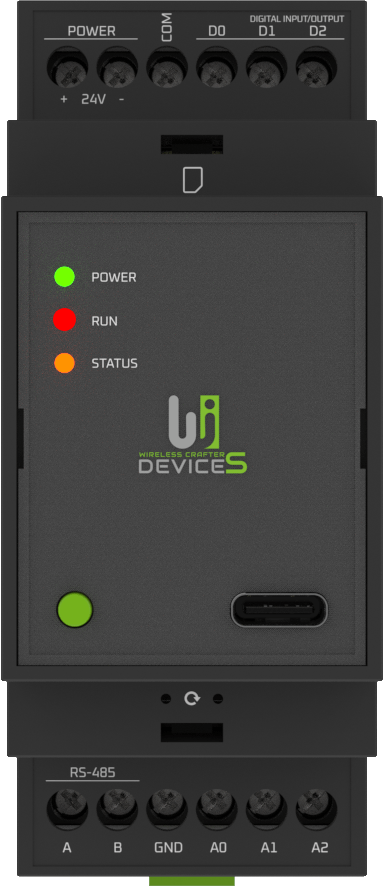 POWER COM DIGITAL INPUT/OUTPUT
D0 D1 D2
+ 24V -
POWER
RUN
STATUS
WIRELESS CRAFTER
DEVICES
RS-485
A B GND A0 A1 A2